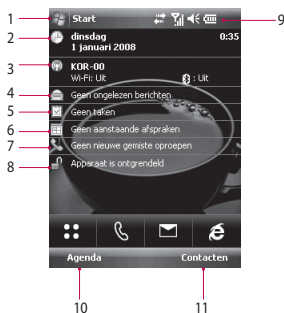 1 Start 9
2 dinsdag 0:35
1 januari 2008
3 KOR-00
Wi-Fi: Uit : Uit
4 Geen ongelezen berichten
5 Geen taken
6 Geen aanstaande afspraken
7 Geen nieuwe gemiste oproepen
8 Apparaat is ontgrendeld
Agenda Contacten
10 11